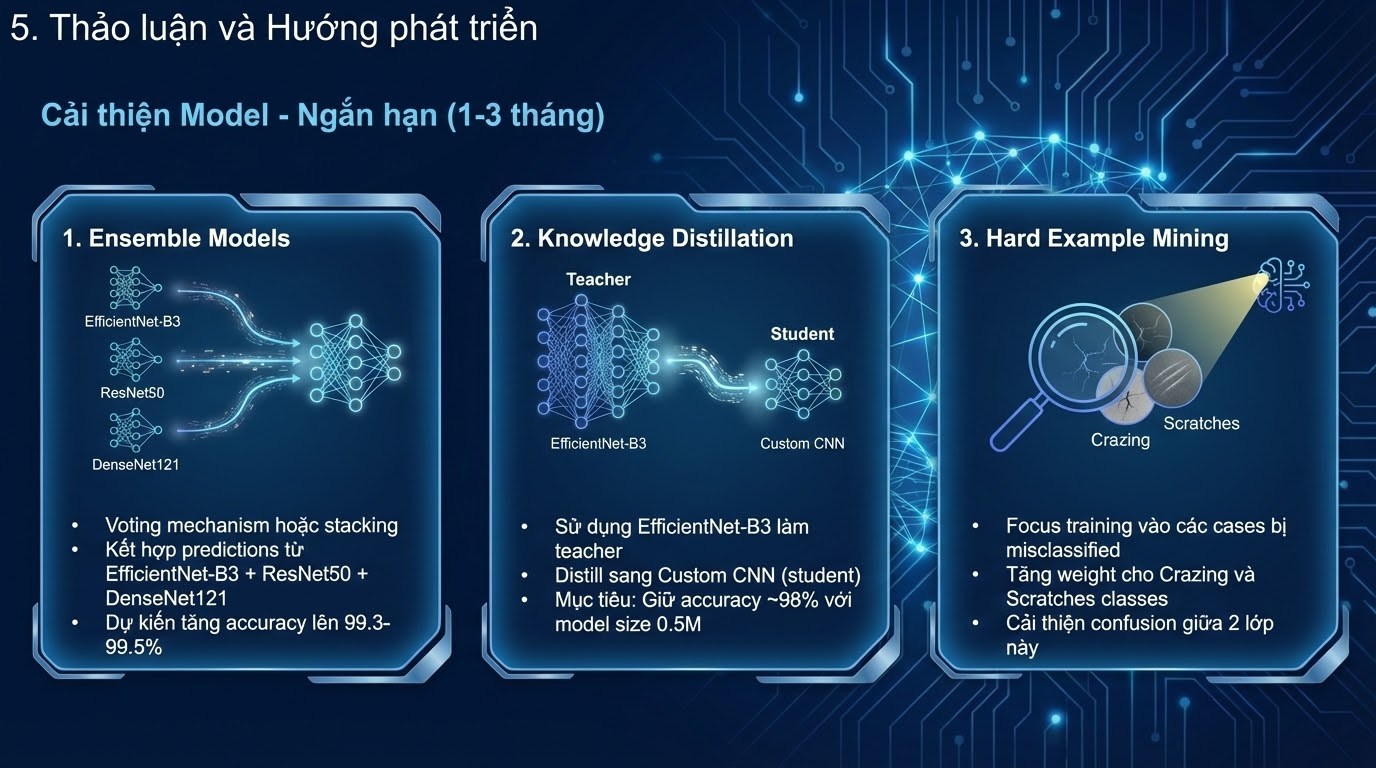 5. Thảo luận và Hướng phát triển
Cải thiện Model - Ngắn hạn (1-3 tháng)
1. Ensemble Models
EfficientNet-B3
ResNet50
DenseNet121
• Voting mechanism hoặc stacking
• Kết hợp predictions từ
EfficientNet-B3 + ResNet50 +
DenseNet121
• Dự kiến tăng accuracy lên 99.3-
99.5%
2. Knowledge Distillation
Teacher
Student
EfficientNet-B3
Custom CNN
• Sử dụng EfficientNet-B3 làm
teacher
• Distill sang Custom CNN (student)
• Mục tiêu: Giữ accuracy ~98% với
model size 0.5M
3. Hard Example Mining
Scratches
Crazing
• Focus training vào các cases bị
misclassified
• Tăng weight cho Crazing và
Scratches classes
• Cải thiện confusion giữa 2 lớp
này